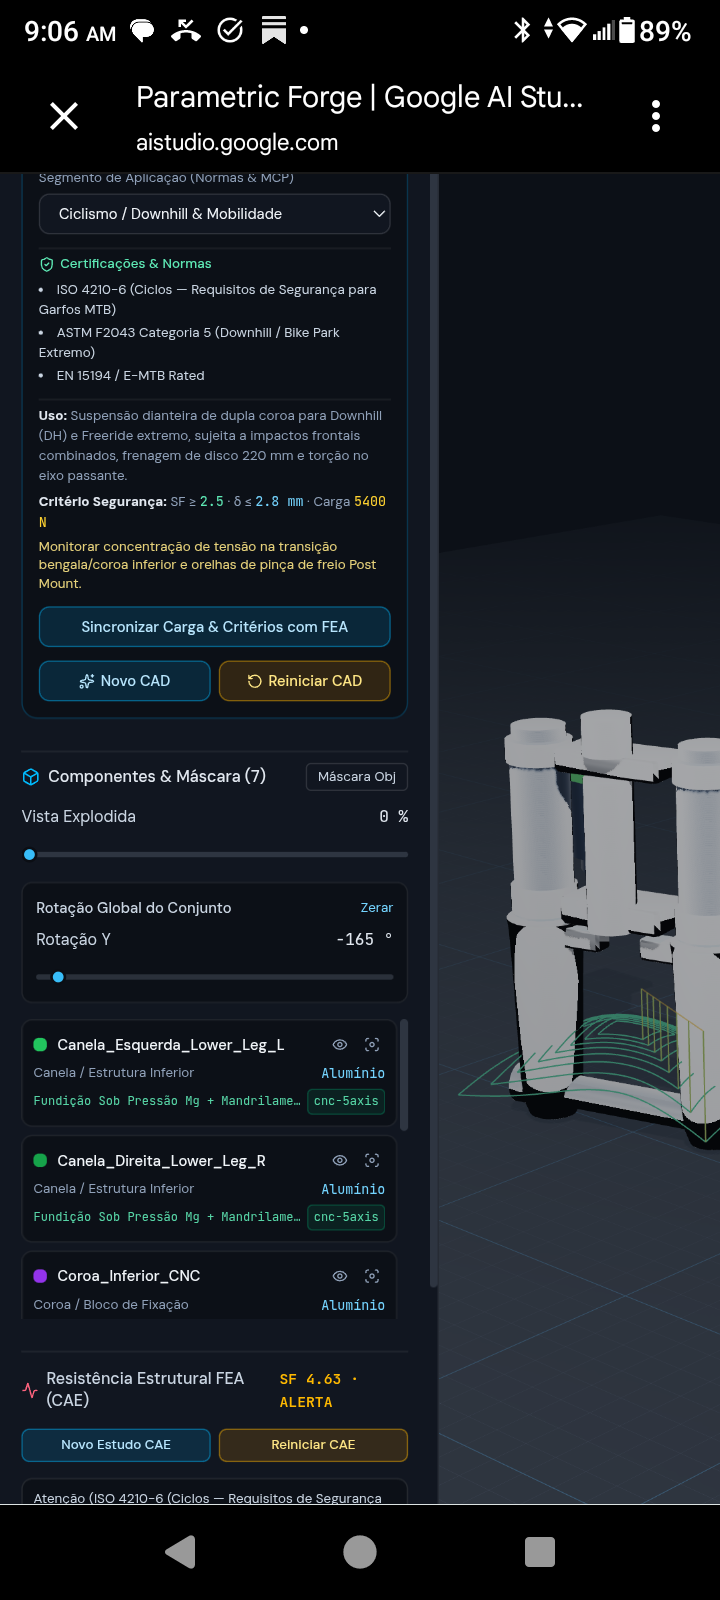 9:06 AM
89%
Parametric Forge | Google AI Stu...
aistudio.google.com
Segmento de Aplicação (Normas & MCP)
Ciclismo / Downhill & Mobilidade
Certificações & Normas
• ISO 4210-6 (Ciclos — Requisitos de Segurança para
Garfos MTB)
• ASTM F2043 Categoria 5 (Downhill / Bike Park
Extremo)
• EN 15194 / E-MTB Rated
Uso: Suspensão dianteira de dupla coroa para Downhill
(DH) e Freeride extremo, sujeita a impactos frontais
combinados, frenagem de disco 220 mm e torção no
eixo passante.
Critério Segurança: SF ≥ 2.5 · δ ≤ 2.8 mm · Carga 5400
N
Monitorar concentração de tensão na transição
bengala/coroa inferior e orelhas de pinça de freio Post
Mount.
Sincronizar Carga & Critérios com FEA
Novo CAD
Reiniciar CAD
Componentes & Máscara (7)
Máscara Obj
Vista Explodida
0 %
Rotação Global do Conjunto
Zerar
Rotação Y
-165 °
Canela_Esquerda_Lower_Leg_L
Canela / Estrutura Inferior
Alumínio
Fundição Sob Pressão Mg + Mandrilame…
cnc-5axis
Canela_Direita_Lower_Leg_R
Canela / Estrutura Inferior
Alumínio
Fundição Sob Pressão Mg + Mandrilame…
cnc-5axis
Coroa_Inferior_CNC
Coroa / Bloco de Fixação
Alumínio
Resistência Estrutural FEA
(CAE)
SF 4.63 ·
ALERTA
Novo Estudo CAE
Reiniciar CAE
Atenção (ISO 4210-6 (Ciclos — Requisitos de Segurança